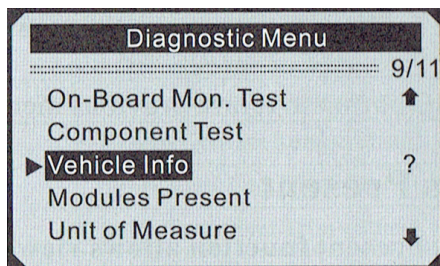 Diagnostic Menu
9/11
On-Board Mon. Test
Component Test
Vehicle Info ?
Modules Present
Unit of Measure